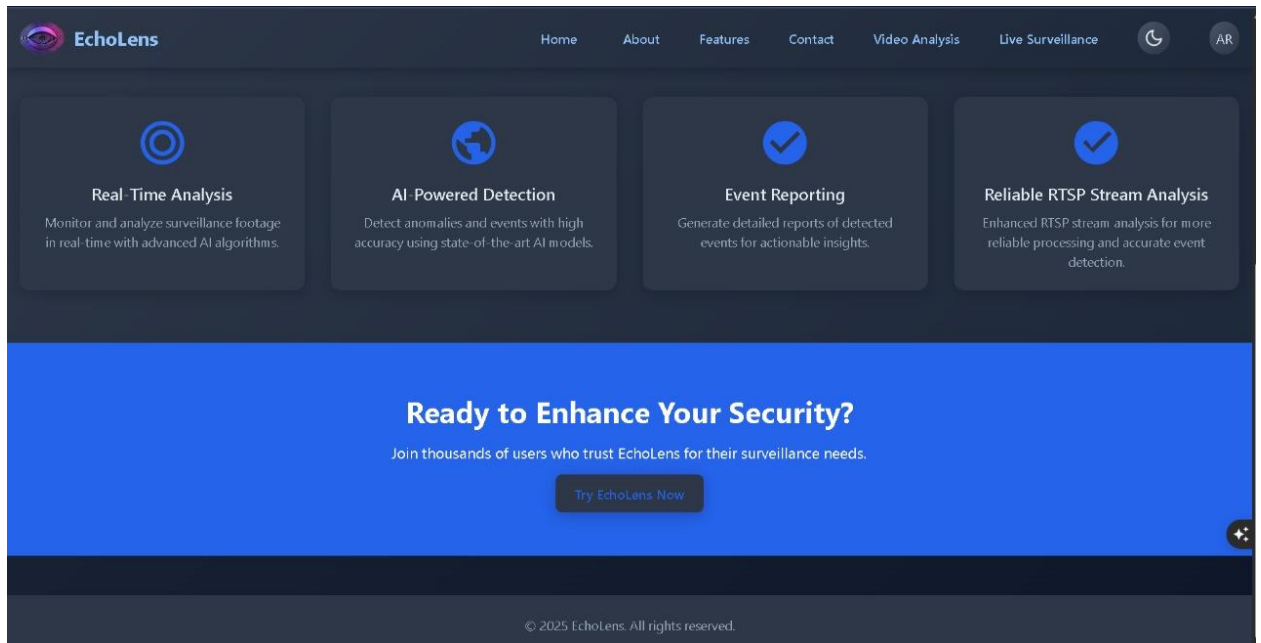 EchoLens
Home About Features Contact Video Analysis Live Surveillance AR
Real-Time Analysis
Monitor and analyze surveillance footage
in real-time with advanced AI algorithms.
AI-Powered Detection
Detect anomalies and events with high
accuracy using state-of-the-art AI models.
Event Reporting
Generate detailed reports of detected
events for actionable insights.
Reliable RTSP Stream Analysis
Enhanced RTSP stream analysis for more
reliable processing and accurate event
detection.
Ready to Enhance Your Security?
Join thousands of users who trust EchoLens for their surveillance needs.
Try EchoLens Now
© 2025 EchoLens. All rights reserved.